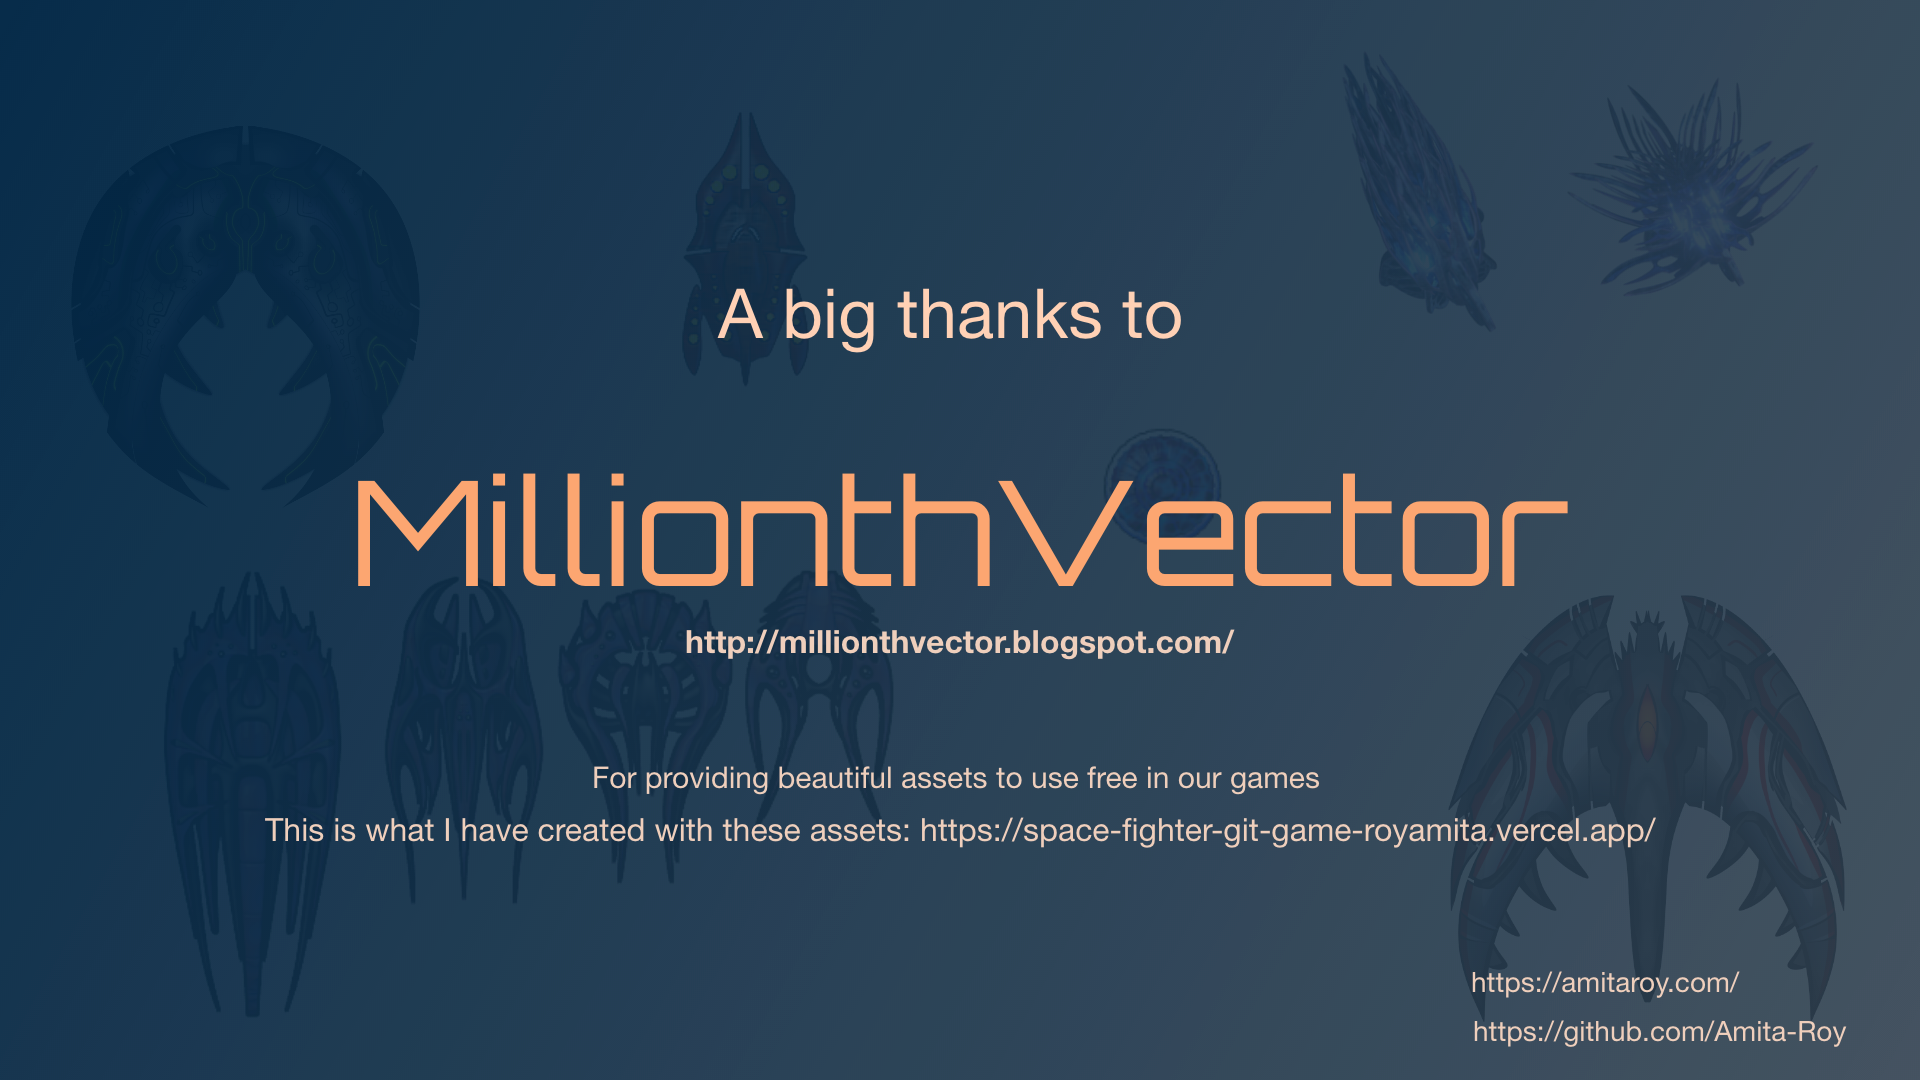 A big thanks to
MillionthVector
http://millionthvector.blogspot.com/
For providing beautiful assets to use free in our games
This is what I have created with these assets: https://space-fighter-git-game-royamita.vercel.app/
https://amitaroy.com/
https://github.com/Amita-Roy